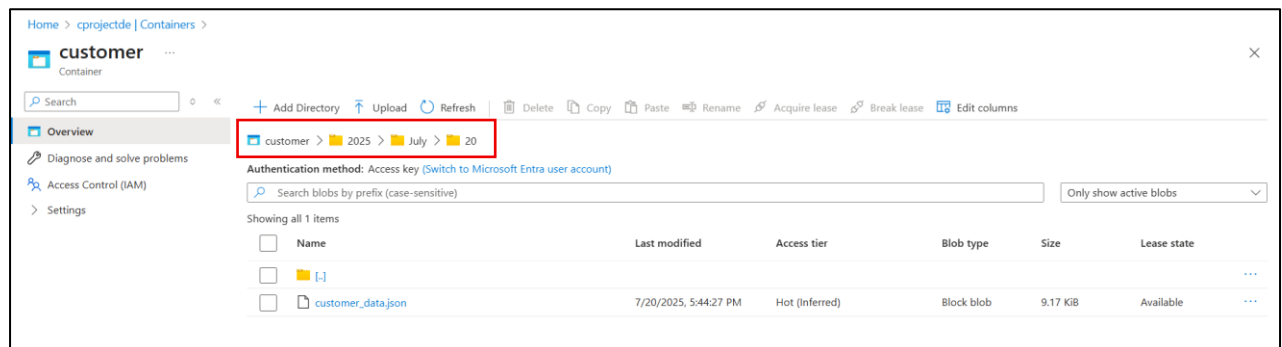 Home > cprojectde | Containers >
customer ...
Container
Search
Add Directory Upload Refresh Delete Copy Paste Rename Acquire lease Break lease Edit columns
Overview
Diagnose and solve problems
Access Control (IAM)
> Settings
customer > 2025 > July > 20
Authentication method: Access key (Switch to Microsoft Entra user account)
Search blobs by prefix (case-sensitive)
Only show active blobs
Showing all 1 items
Name Last modified Access tier Blob type Size Lease state
[..]
customer_data.json 7/20/2025, 5:44:27 PM Hot (Inferred) Block blob 9.17 KiB Available